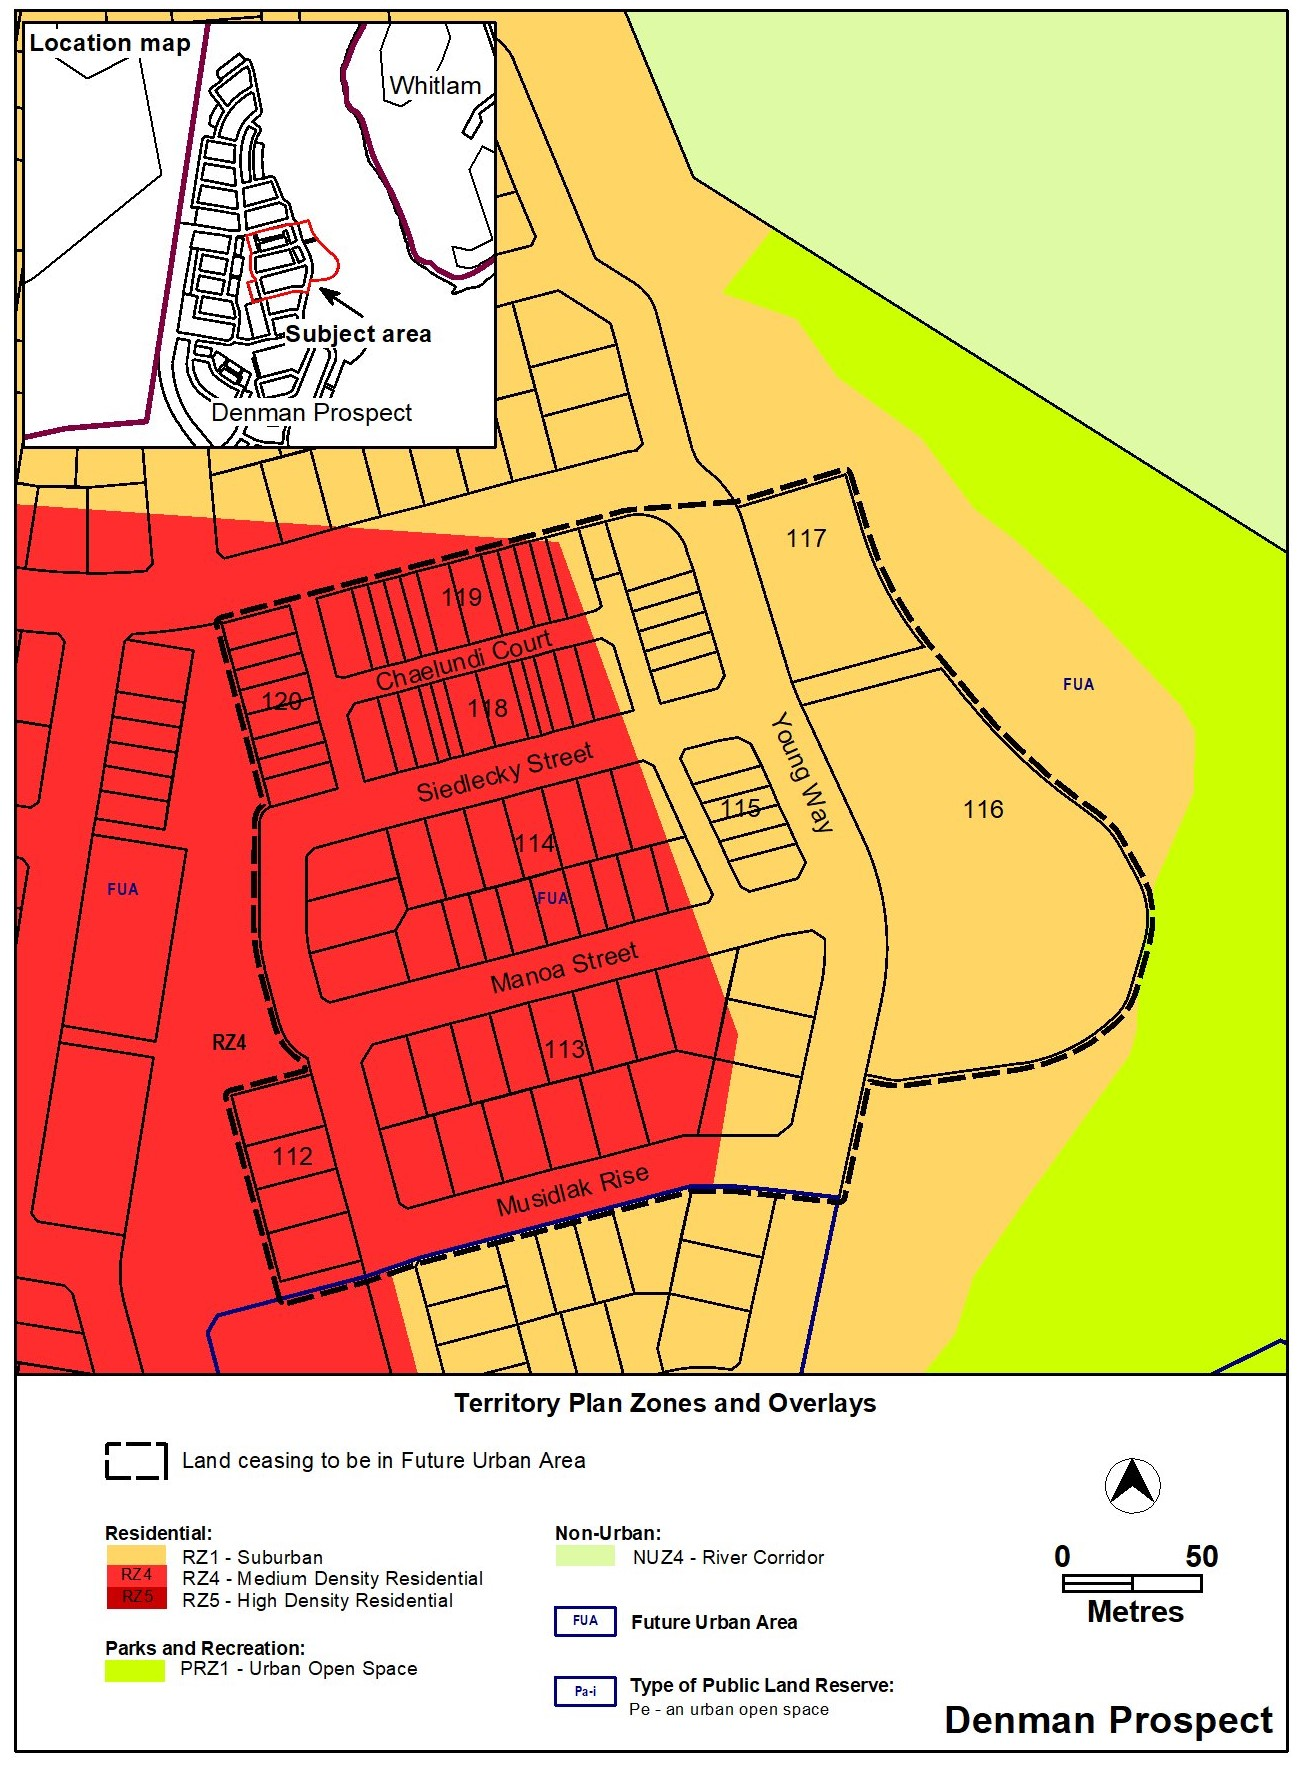 Location map
Whitlam
Subject area
Denman Prospect
117
119
Chaelundi Court
120
118
FUA
Young Way
Siedlecky Street
115
116
114
FUA
FUA
Manoa Street
RZ4
113
112
Musidlak Rise
Territory Plan Zones and Overlays
Land ceasing to be in Future Urban Area
Residential:
RZ1 - Suburban
RZ4 RZ4 - Medium Density Residential
RZ5 RZ5 - High Density Residential
Parks and Recreation:
PRZ1 - Urban Open Space
Non-Urban:
NUZ4 - River Corridor
FUA Future Urban Area
Pa-i Type of Public Land Reserve:
Pe - an urban open space
0 50
Metres
Denman Prospect